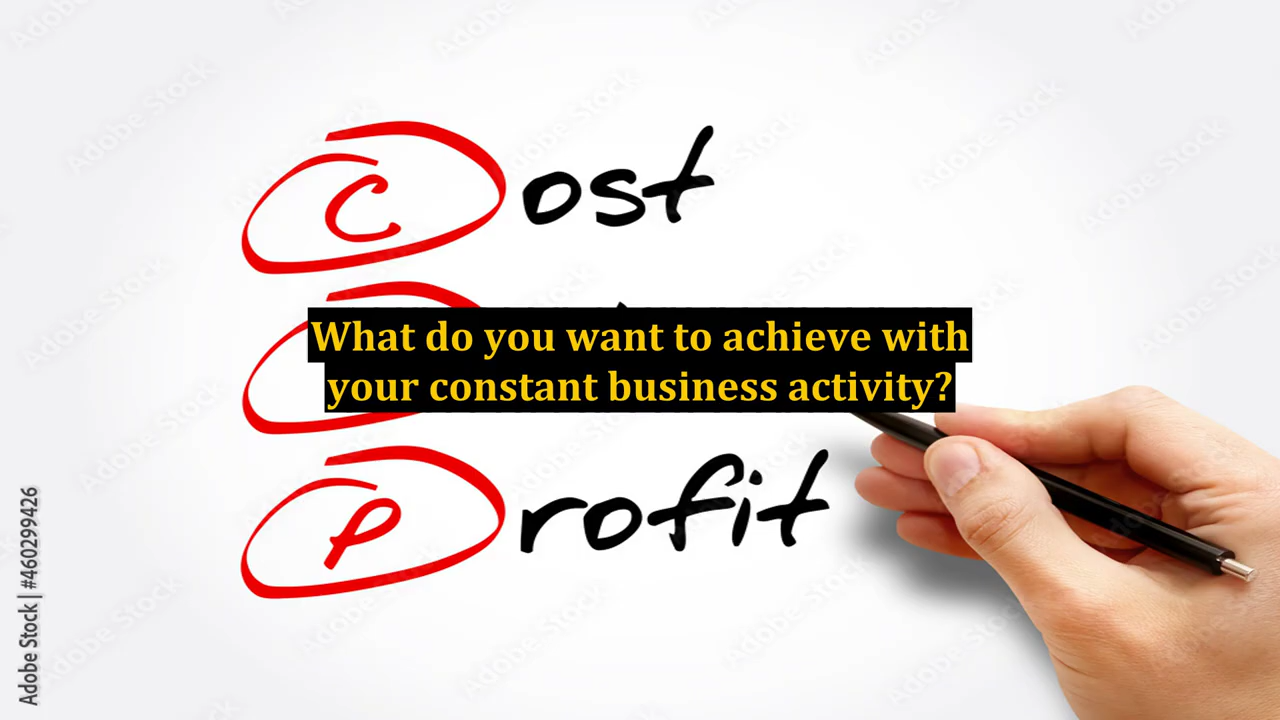 Cost
What do you want to achieve with
your constant business activity?
Profit
Adobe Stock | #460299426